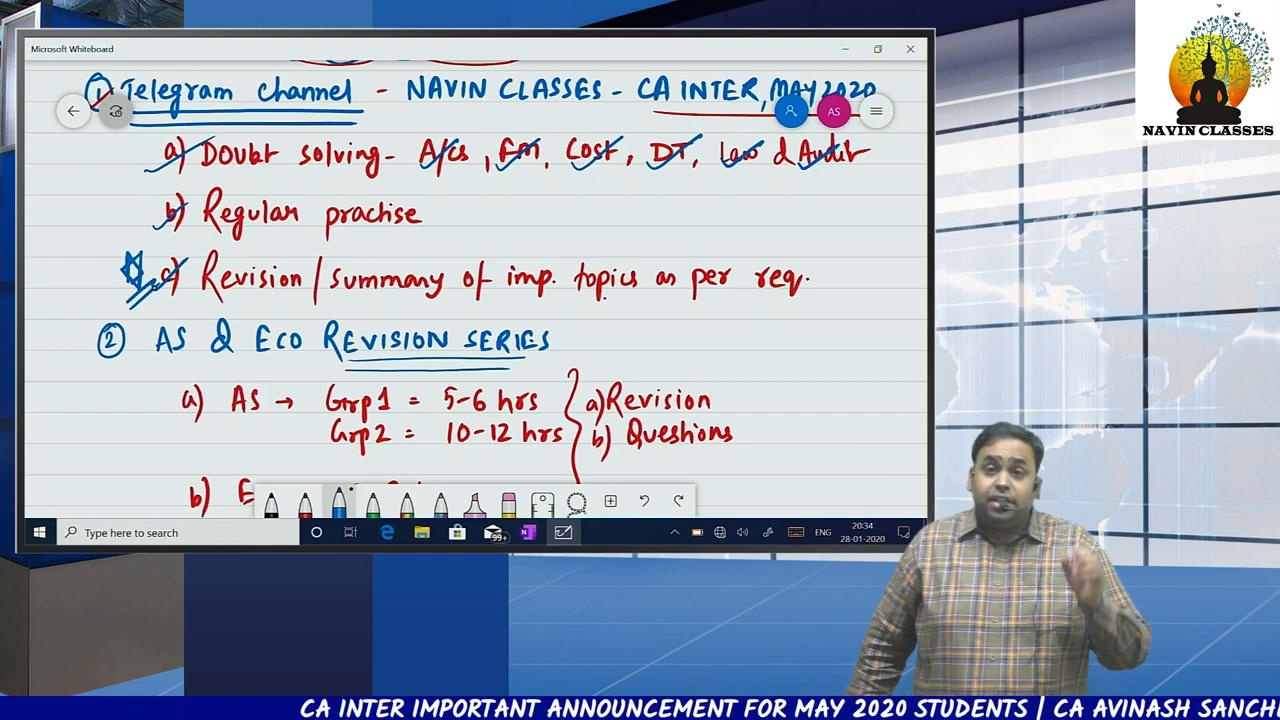 Microsoft Whiteboard
① Telegram channel - NAVIN CLASSES - CA INTER, MAY 2020
AS
a) Doubt solving - A/cs, FM, Cost, DT, Law & Audit
b) Regular practise
c) Revision / summary of imp. topics as per req.
② AS & ECO REVISION SERIES
a) AS → Grp 1 = 5-6 hrs
Grp 2 = 10-12 hrs
a) Revision
b) Questions
b) E
Type here to search
99+
ENG
20:34
28-01-2020
NAVIN CLASSES
CA INTER IMPORTANT ANNOUNCEMENT FOR MAY 2020 STUDENTS | CA AVINASH SANCH